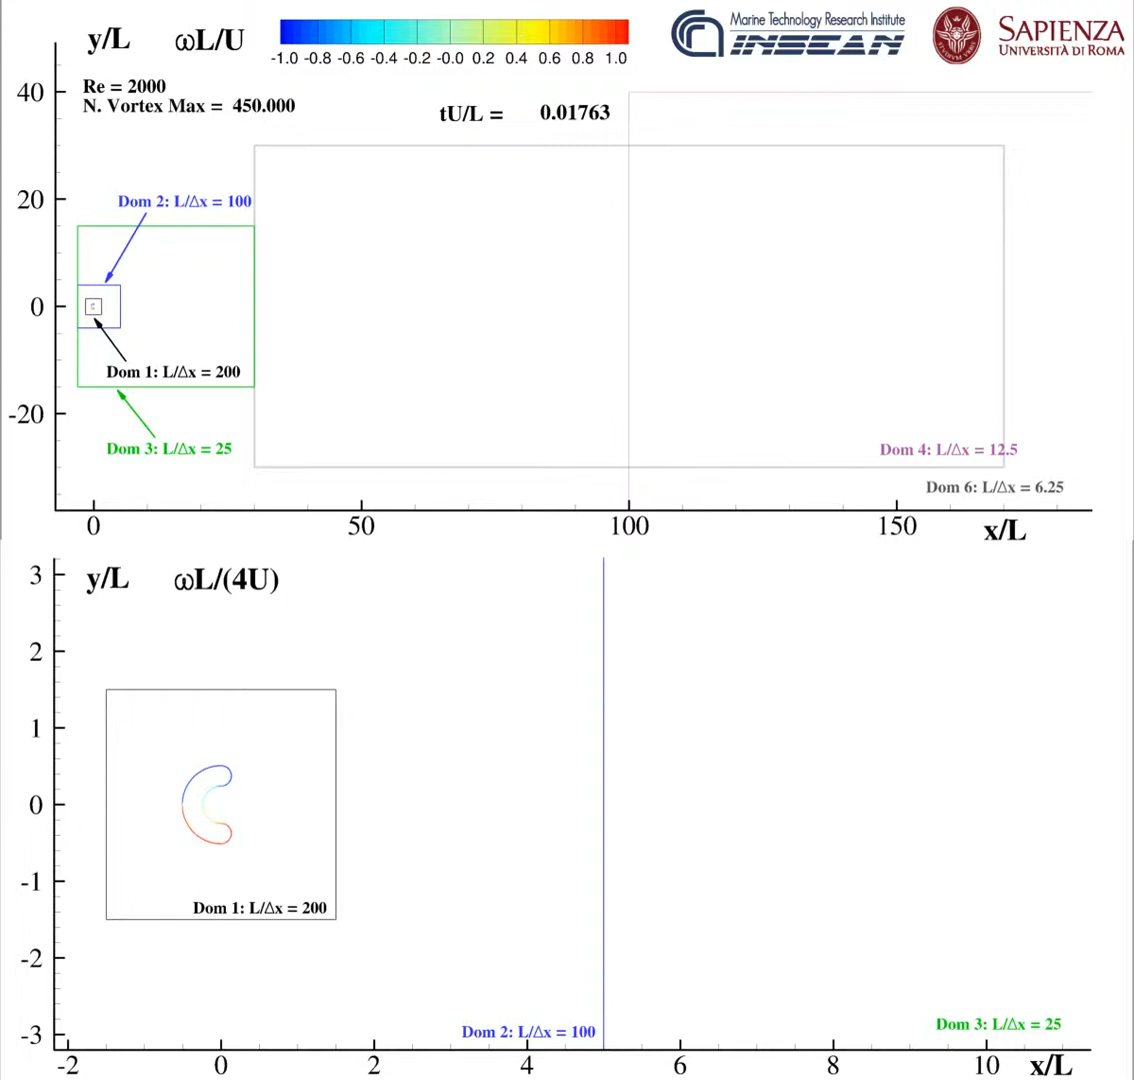 y/L ωL/U
-1.0 -0.8 -0.6 -0.4 -0.2 -0.0 0.2 0.4 0.6 0.8 1.0
Marine Technology Research Institute
INSEAN
SAPIENZA
UNIVERSITÀ DI ROMA
Re = 2000
N. Vortex Max = 450.000
tU/L = 0.01763
40
20
0
-20
Dom 2: L/Δx = 100
Dom 1: L/Δx = 200
Dom 3: L/Δx = 25
Dom 4: L/Δx = 12.5
Dom 6: L/Δx = 6.25
0 50 100 150 x/L
y/L ωL/(4U)
3
2
1
0
-1
-2
-3
Dom 1: L/Δx = 200
Dom 2: L/Δx = 100
Dom 3: L/Δx = 25
-2 0 2 4 6 8 10 x/L